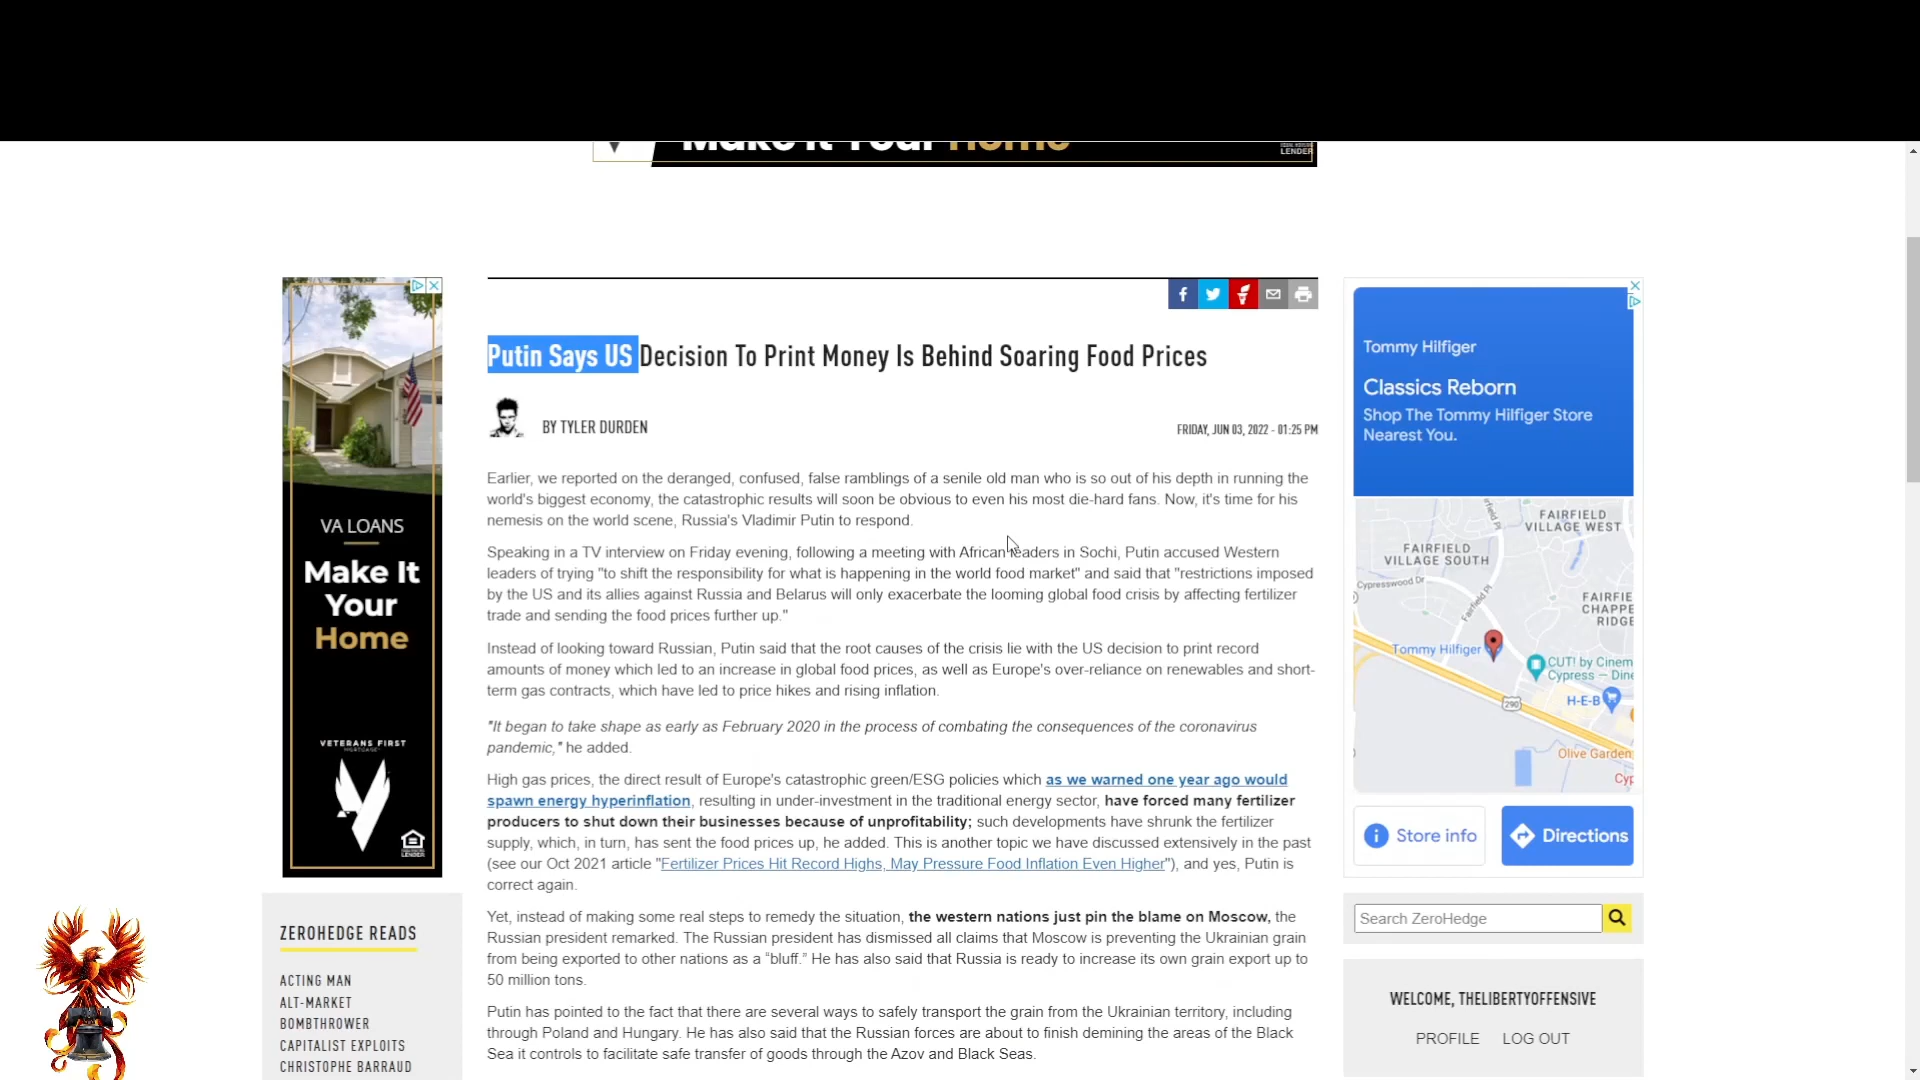 Make It Your Home
LENDER
Putin Says US Decision To Print Money Is Behind Soaring Food Prices
BY TYLER DURDEN
FRIDAY, JUN 03, 2022 - 01:25 PM
Earlier, we reported on the deranged, confused, false ramblings of a senile old man who is so out of his depth in running the
world's biggest economy, the catastrophic results will soon be obvious to even his most die-hard fans. Now, it's time for his
nemesis on the world scene, Russia's Vladimir Putin to respond.
Speaking in a TV interview on Friday evening, following a meeting with African leaders in Sochi, Putin accused Western
leaders of trying "to shift the responsibility for what is happening in the world food market" and said that "restrictions imposed
by the US and its allies against Russia and Belarus will only exacerbate the looming global food crisis by affecting fertilizer
trade and sending the food prices further up."
Instead of looking toward Russian, Putin said that the root causes of the crisis lie with the US decision to print record
amounts of money which led to an increase in global food prices, as well as Europe's over-reliance on renewables and short-
term gas contracts, which have led to price hikes and rising inflation.
"It began to take shape as early as February 2020 in the process of combating the consequences of the coronavirus
pandemic," he added.
High gas prices, the direct result of Europe's catastrophic green/ESG policies which as we warned one year ago would
spawn energy hyperinflation, resulting in under-investment in the traditional energy sector, have forced many fertilizer
producers to shut down their businesses because of unprofitability; such developments have shrunk the fertilizer
supply, which, in turn, has sent the food prices up, he added. This is another topic we have discussed extensively in the past
(see our Oct 2021 article "Fertilizer Prices Hit Record Highs, May Pressure Food Inflation Even Higher"), and yes, Putin is
correct again.
Yet, instead of making some real steps to remedy the situation, the western nations just pin the blame on Moscow, the
Russian president remarked. The Russian president has dismissed all claims that Moscow is preventing the Ukrainian grain
from being exported to other nations as a “bluff.” He has also said that Russia is ready to increase its own grain export up to
50 million tons.
Putin has pointed to the fact that there are several ways to safely transport the grain from the Ukrainian territory, including
through Poland and Hungary. He has also said that the Russian forces are about to finish demining the areas of the Black
Sea it controls to facilitate safe transfer of goods through the Azov and Black Seas.
VA LOANS
Make It
Your
Home
VETERANS FIRST
MORTGAGE
ZEROHEDGE READS
ACTING MAN
ALT-MARKET
BOMBTHROWER
CAPITALIST EXPLOITS
CHRISTOPHE BARRAUD
Tommy Hilfiger
Classics Reborn
Shop The Tommy Hilfiger Store
Nearest You.
FAIRFIELD
VILLAGE WEST
FAIRFIELD
VILLAGE SOUTH
Cypresswood Dr
Fairfield Pl
FAIRFIE
CHAPPE
RIDGE
Tommy Hilfiger
CUT! by Cinem
Cypress – Dine
H-E-B
290
Olive Garden
Cyp
Store info
Directions
Search ZeroHedge
WELCOME, THELIBERTYOFFENSIVE
PROFILE LOG OUT